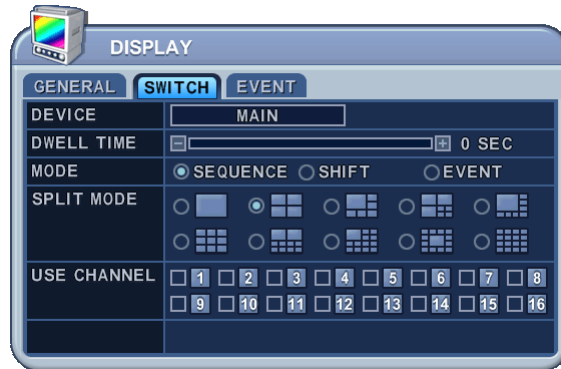 DISPLAY
GENERAL SWITCH EVENT
DEVICE MAIN
DWELL TIME 0 SEC
MODE SEQUENCE SHIFT EVENT
SPLIT MODE
USE CHANNEL 1 2 3 4 5 6 7 8
9 10 11 12 13 14 15 16